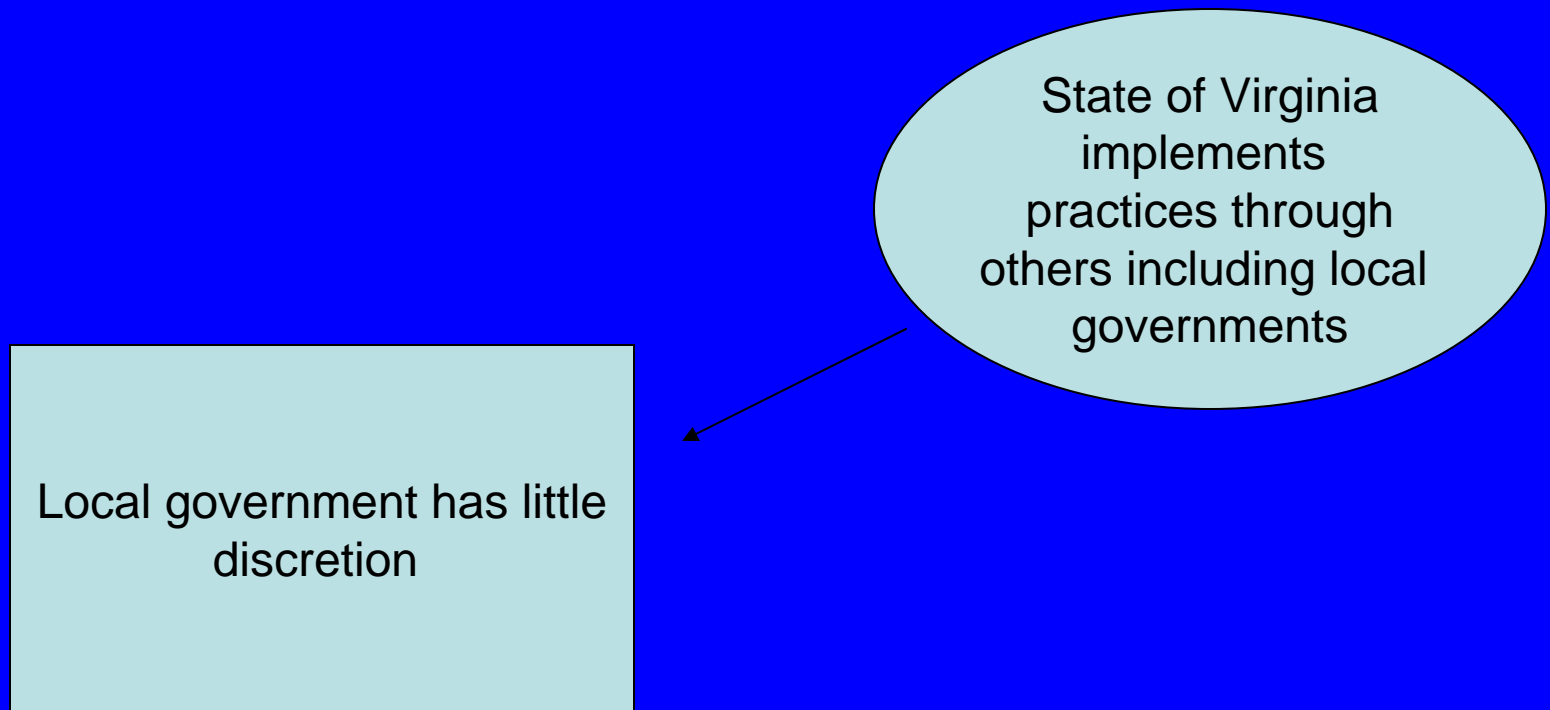 State of Virginia
implements
practices through
others including local
governments
Local government has little
discretion